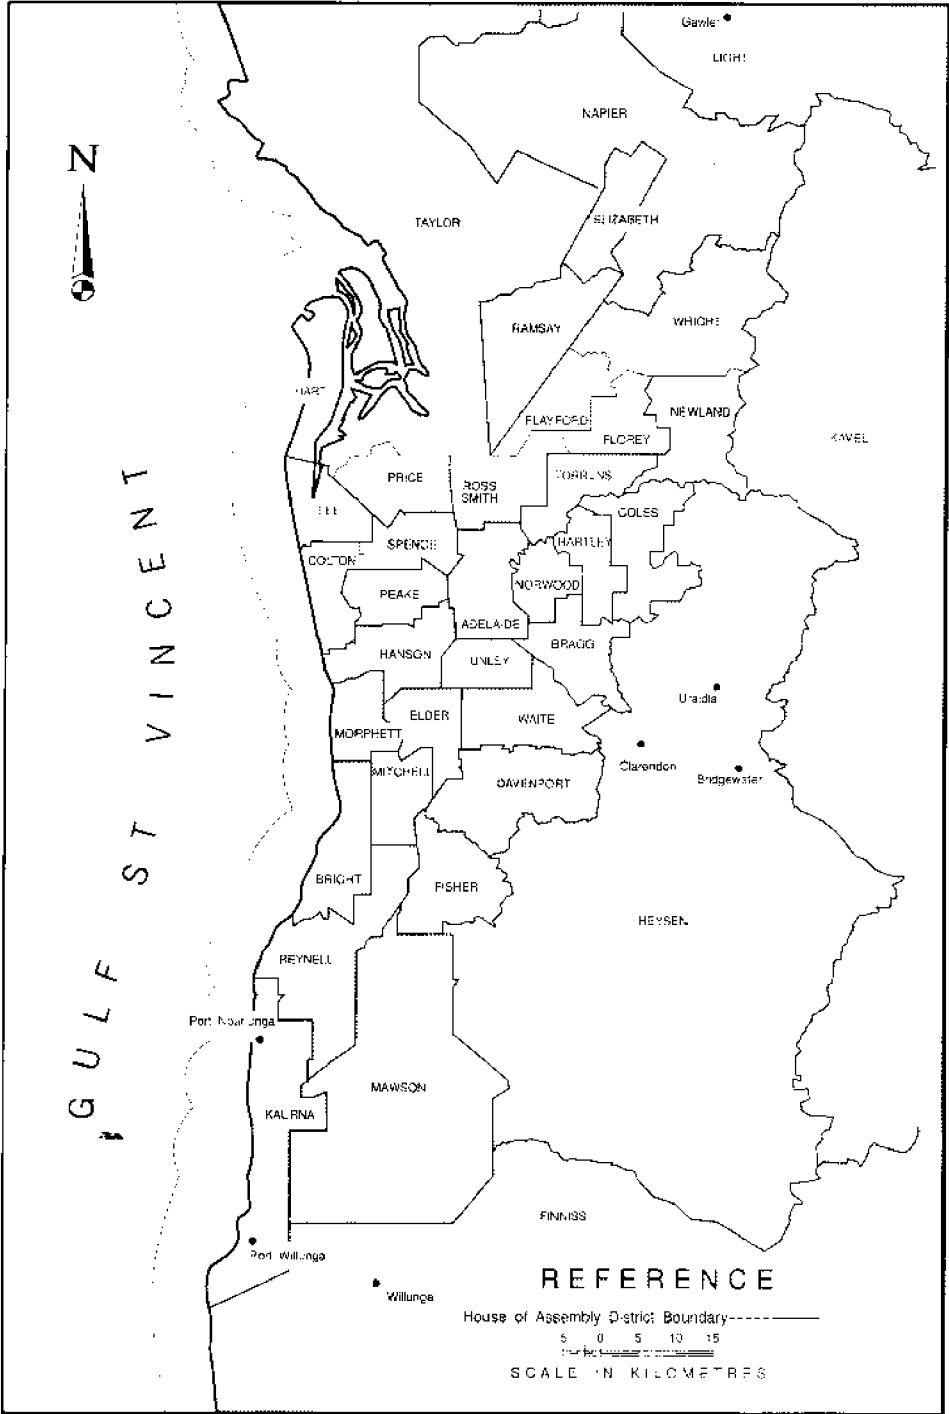 Gawler
LIGHT
NAPIER
N
TAYLOR
ELIZABETH
RAMSAY
WRIGHT
HART
PLAYFORD
NEWLAND
FLOREY
KAVEL
PRICE
ROSS
SMITH
TORRENS
LEE
COLES
SPENCE
HARTLEY
COLTON
NORWOOD
PEAKE
ADELAIDE
HANSON
UNLEY
BRAGG
Uraidla
ELDER
WAITE
MORPHETT
Clarendon
MITCHELL
DAVENPORT
Bridgewater
BRIGHT
FISHER
HEYSEN
REYNELL
GULF ST VINCENT
Port Noarlunga
MAWSON
KAURNA
FINNISS
Port Willunga
Willunga
REFERENCE
House of Assembly District Boundary
5 0 5 10 15
SCALE IN KILOMETRES